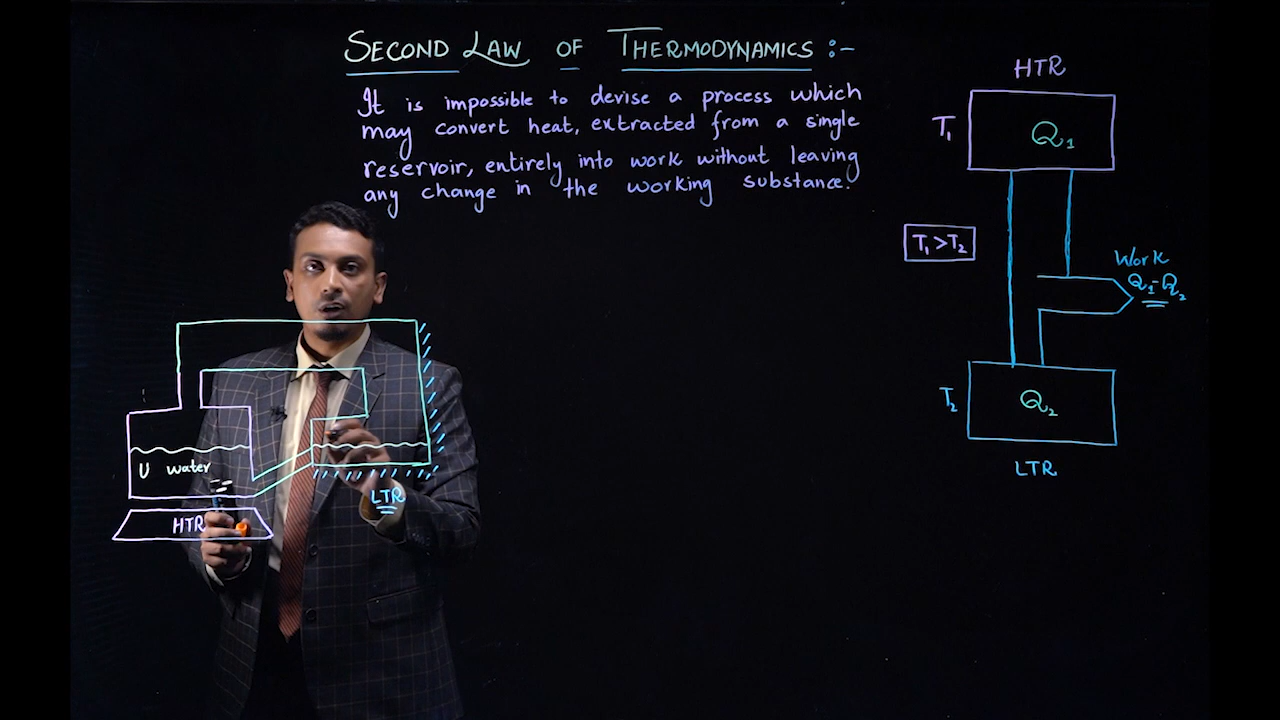 SECOND LAW OF THERMODYNAMICS :-
It is impossible to devise a process which
may convert heat, extracted from a single
reservoir, entirely into work without leaving
any change in the working substance.
HTR
T₁
Q₁
T₁>T₂
Work
Q₁-Q₂
T₂
Q₂
LTR
water
LTR
HTR